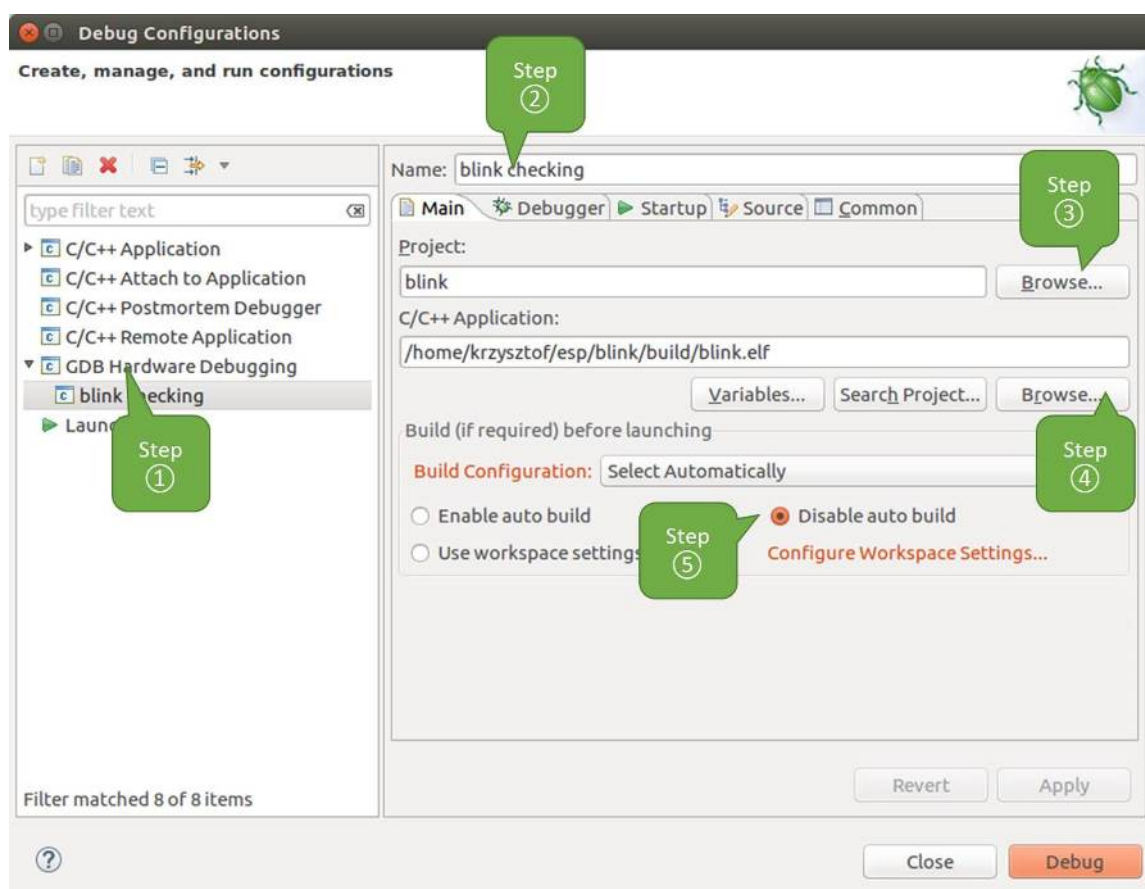 Debug Configurations
Create, manage, and run configurations
Step
②
Name: blink checking
Step
③
type filter text
Main Debugger Startup Source Common
C/C++ Application
C/C++ Attach to Application
C/C++ Postmortem Debugger
C/C++ Remote Application
GDB Hardware Debugging
blink checking
Step
①
Project:
blink Browse...
C/C++ Application:
/home/krzysztof/esp/blink/build/blink.elf
Variables... Search Project... Browse...
Step
④
Build (if required) before launching
Build Configuration: Select Automatically
Enable auto build Disable auto build
Step
⑤
Use workspace settings Configure Workspace Settings...
Filter matched 8 of 8 items
Revert Apply
Close Debug